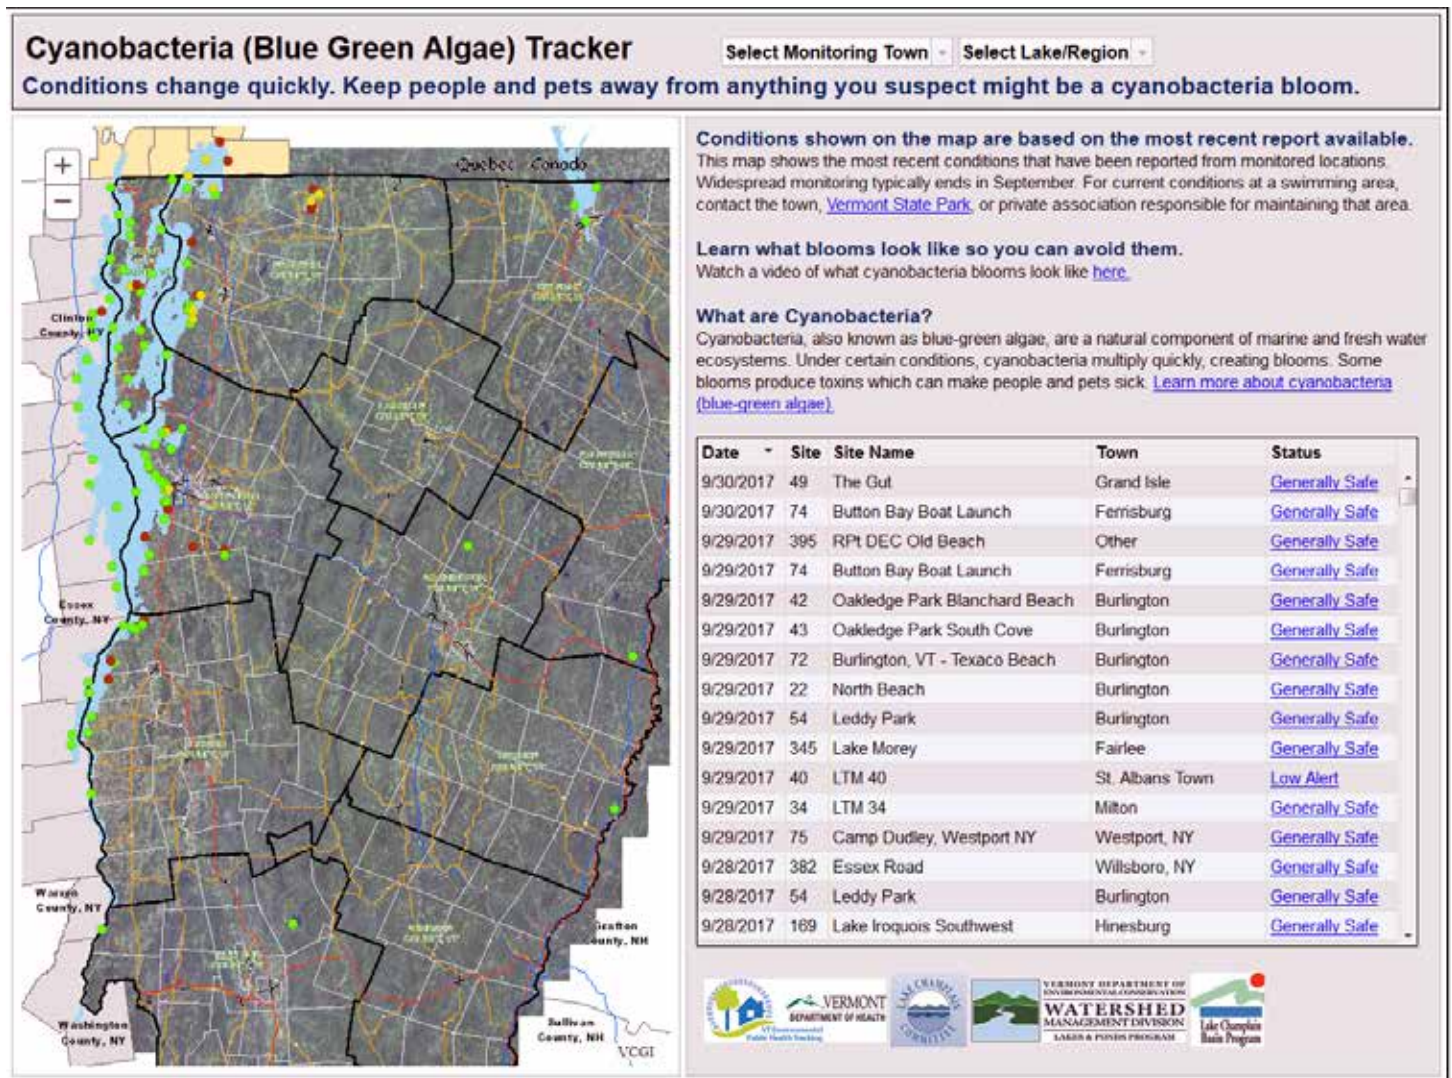 Cyanobacteria (Blue Green Algae) Tracker
Select Monitoring Town
Select Lake/Region
Conditions change quickly. Keep people and pets away from anything you suspect might be a cyanobacteria bloom.
+
−
Quebec Canada
Clinton
County, NY
Essex
County, NY
Warren
County, NY
Washington
County, NY
Grafton
County, NH
Sullivan
County, NH
VCGI
Conditions shown on the map are based on the most recent report available.
This map shows the most recent conditions that have been reported from monitored locations.
Widespread monitoring typically ends in September. For current conditions at a swimming area,
contact the town, Vermont State Park, or private association responsible for maintaining that area.
Learn what blooms look like so you can avoid them.
Watch a video of what cyanobacteria blooms look like here.
What are Cyanobacteria?
Cyanobacteria, also known as blue-green algae, are a natural component of marine and fresh water
ecosystems. Under certain conditions, cyanobacteria multiply quickly, creating blooms. Some
blooms produce toxins which can make people and pets sick. Learn more about cyanobacteria
(blue-green algae).
Date Site Site Name Town Status
9/30/2017 49 The Gut Grand Isle Generally Safe
9/30/2017 74 Button Bay Boat Launch Ferrisburg Generally Safe
9/29/2017 395 RPt DEC Old Beach Other Generally Safe
9/29/2017 74 Button Bay Boat Launch Ferrisburg Generally Safe
9/29/2017 42 Oakledge Park Blanchard Beach Burlington Generally Safe
9/29/2017 43 Oakledge Park South Cove Burlington Generally Safe
9/29/2017 72 Burlington, VT - Texaco Beach Burlington Generally Safe
9/29/2017 22 North Beach Burlington Generally Safe
9/29/2017 54 Leddy Park Burlington Generally Safe
9/29/2017 345 Lake Morey Fairlee Generally Safe
9/29/2017 40 LTM 40 St. Albans Town Low Alert
9/29/2017 34 LTM 34 Milton Generally Safe
9/29/2017 75 Camp Dudley, Westport NY Westport, NY Generally Safe
9/28/2017 382 Essex Road Willsboro, NY Generally Safe
9/28/2017 54 Leddy Park Burlington Generally Safe
9/28/2017 169 Lake Iroquois Southwest Hinesburg Generally Safe
VT Environmental
Public Health Tracking
VERMONT
DEPARTMENT OF HEALTH
LAKE CHAMPLAIN
COMMITTEE
VERMONT DEPARTMENT OF
ENVIRONMENTAL CONSERVATION
WATERSHED
MANAGEMENT DIVISION
LAKES & PONDS PROGRAM
Lake Champlain
Basin Program